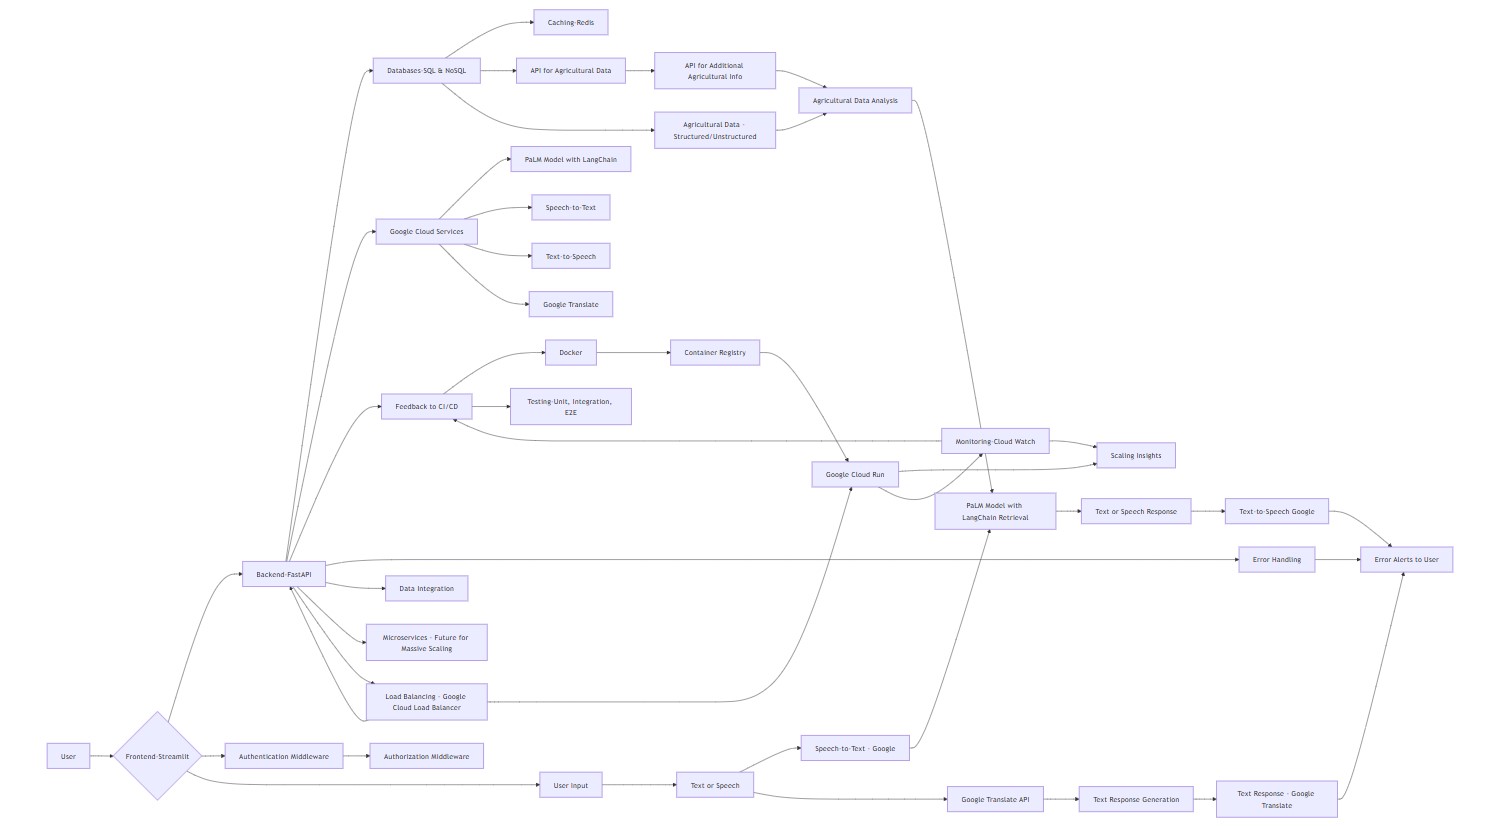 Caching-Redis
Databases-SQL & NoSQL
API for Agricultural Data
API for Additional
Agricultural Info
Agricultural Data Analysis
Agricultural Data -
Structured/Unstructured
PaLM Model with LangChain
Speech-to-Text
Google Cloud Services
Text-to-Speech
Google Translate
Docker
Container Registry
Feedback to CI/CD
Testing-Unit, Integration,
E2E
Monitoring-Cloud Watch
Scaling Insights
Google Cloud Run
PaLM Model with
LangChain Retrieval
Text or Speech Response
Text-to-Speech Google
Backend-FastAPI
Error Handling
Error Alerts to User
Data Integration
Microservices - Future for
Massive Scaling
Load Balancing - Google
Cloud Load Balancer
User
Frontend-Streamlit
Authentication Middleware
Authorization Middleware
Speech-to-Text - Google
User Input
Text or Speech
Google Translate API
Text Response Generation
Text Response - Google
Translate